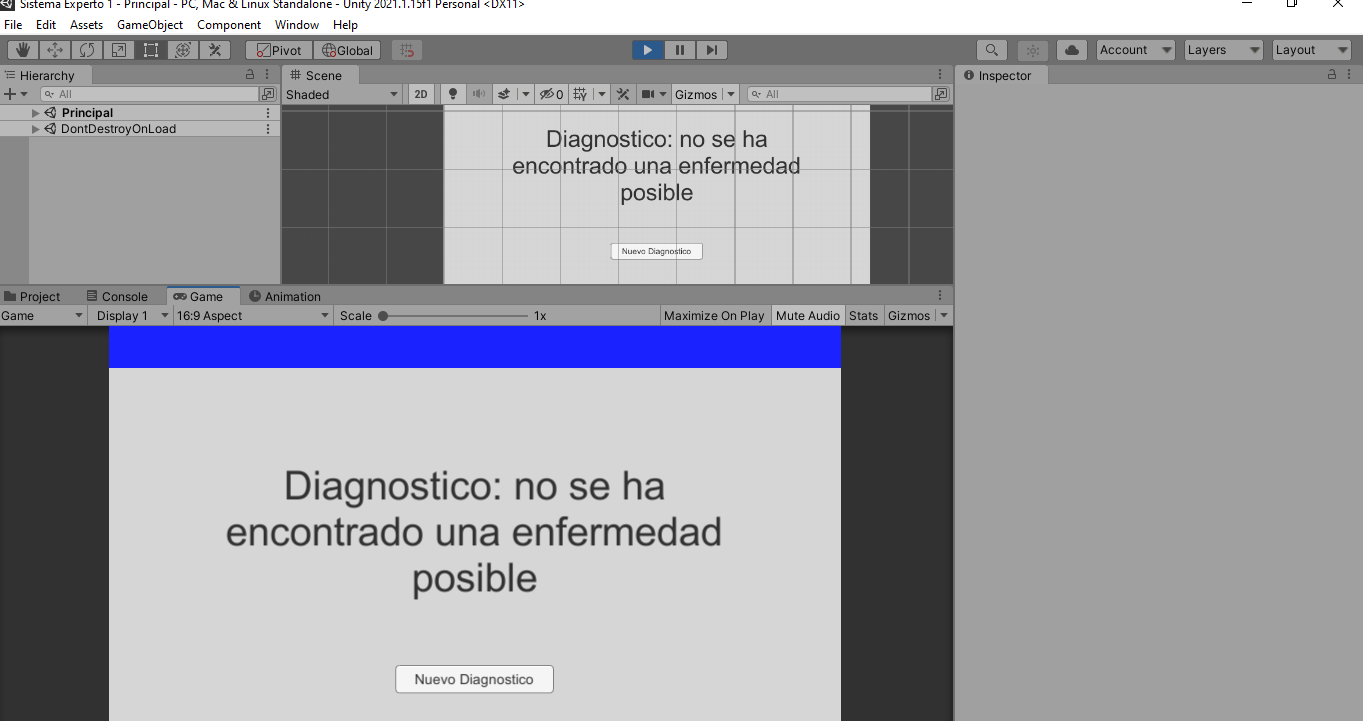 Sistema Experto 1 - Principal - PC, Mac & Linux Standalone - Unity 2021.1.15f1 Personal <DX11>
File Edit Assets GameObject Component Window Help
Pivot Global Account Layers Layout
Hierarchy
All
Principal
DontDestroyOnLoad
Scene
Shaded 2D 0 Gizmos All
Diagnostico: no se ha
encontrado una enfermedad
posible
Nuevo Diagnostico
Inspector
Project Console Game Animation
Game Display 1 16:9 Aspect Scale 1x Maximize On Play Mute Audio Stats Gizmos
Diagnostico: no se ha
encontrado una enfermedad
posible
Nuevo Diagnostico